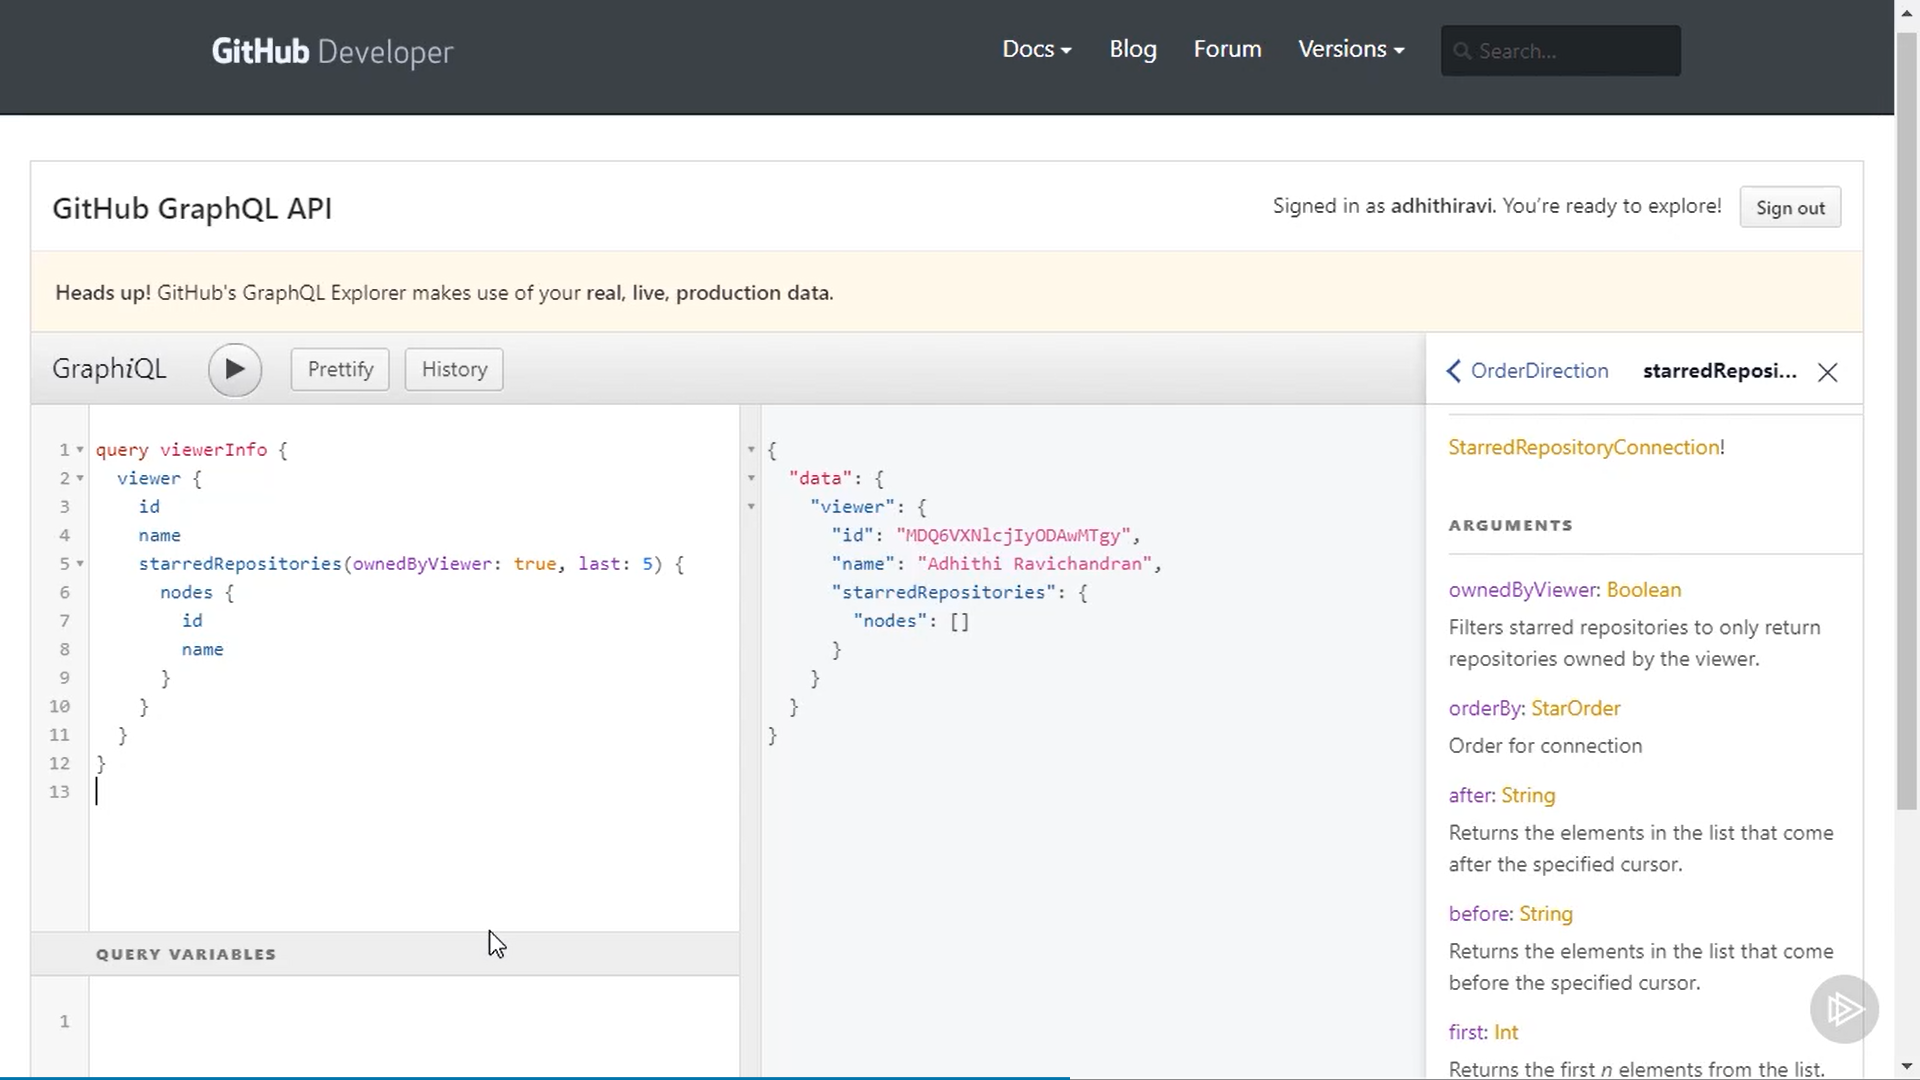 GitHub Developer
Docs
Blog
Forum
Versions
Search...
GitHub GraphQL API
Signed in as adhithiravi. You're ready to explore!
Sign out
Heads up! GitHub's GraphQL Explorer makes use of your real, live, production data.
GraphiQL
Prettify
History
OrderDirection
starredReposi...
1 query viewerInfo {
2 viewer {
3 id
4 name
5 starredRepositories(ownedByViewer: true, last: 5) {
6 nodes {
7 id
8 name
9 }
10 }
11 }
12 }
13
QUERY VARIABLES
1
{
"data": {
"viewer": {
"id": "MDQ6VXNlcjIyODAwMTgy",
"name": "Adhithi Ravichandran",
"starredRepositories": {
"nodes": []
}
}
}
}
StarredRepositoryConnection!
ARGUMENTS
ownedByViewer: Boolean
Filters starred repositories to only return
repositories owned by the viewer.
orderBy: StarOrder
Order for connection
after: String
Returns the elements in the list that come
after the specified cursor.
before: String
Returns the elements in the list that come
before the specified cursor.
first: Int
Returns the first n elements from the list.